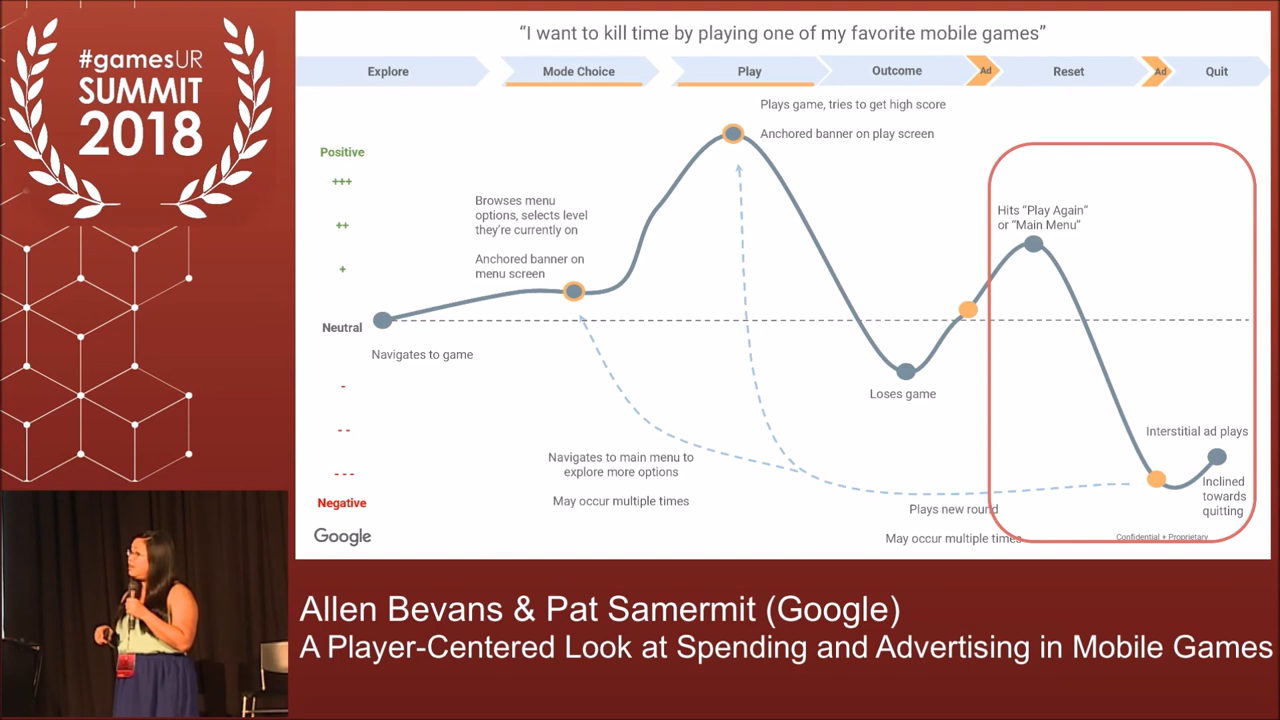 #gamesUR
SUMMIT
2018
“I want to kill time by playing one of my favorite mobile games”
Explore
Mode Choice
Play
Outcome
Ad
Reset
Ad
Quit
Plays game, tries to get high score
Anchored banner on play screen
Positive
+++
++
+
Neutral
-
- -
- - -
Negative
Browses menu
options, selects level
they’re currently on
Anchored banner on
menu screen
Hits “Play Again”
or “Main Menu”
Navigates to game
Loses game
Interstitial ad plays
Inclined
towards
quitting
Navigates to main menu to
explore more options
May occur multiple times
Plays new round
May occur multiple times
Google
Confidential + Proprietary
Allen Bevans & Pat Samermit (Google)
A Player-Centered Look at Spending and Advertising in Mobile Games